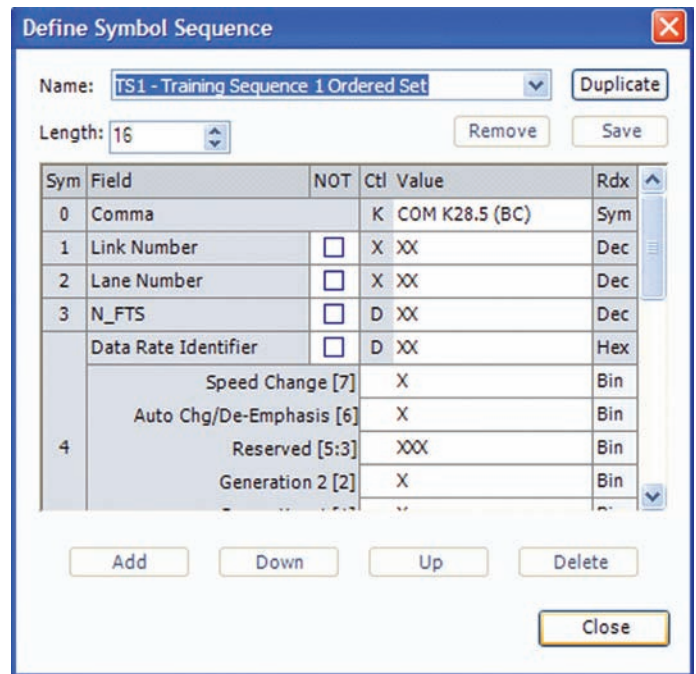 Define Symbol Sequence
Name: TS1 - Training Sequence 1 Ordered Set Duplicate
Length: 16 Remove Save
Sym Field NOT Ctl Value Rdx
0 Comma K COM K28.5 (BC) Sym
1 Link Number X XX Dec
2 Lane Number X XX Dec
3 N_FTS D XX Dec
Data Rate Identifier D XX Hex
Speed Change [7] X Bin
Auto Chg/De-Emphasis [6] X Bin
4 Reserved [5:3] XXX Bin
Generation 2 [2] X Bin
Add Down Up Delete
Close